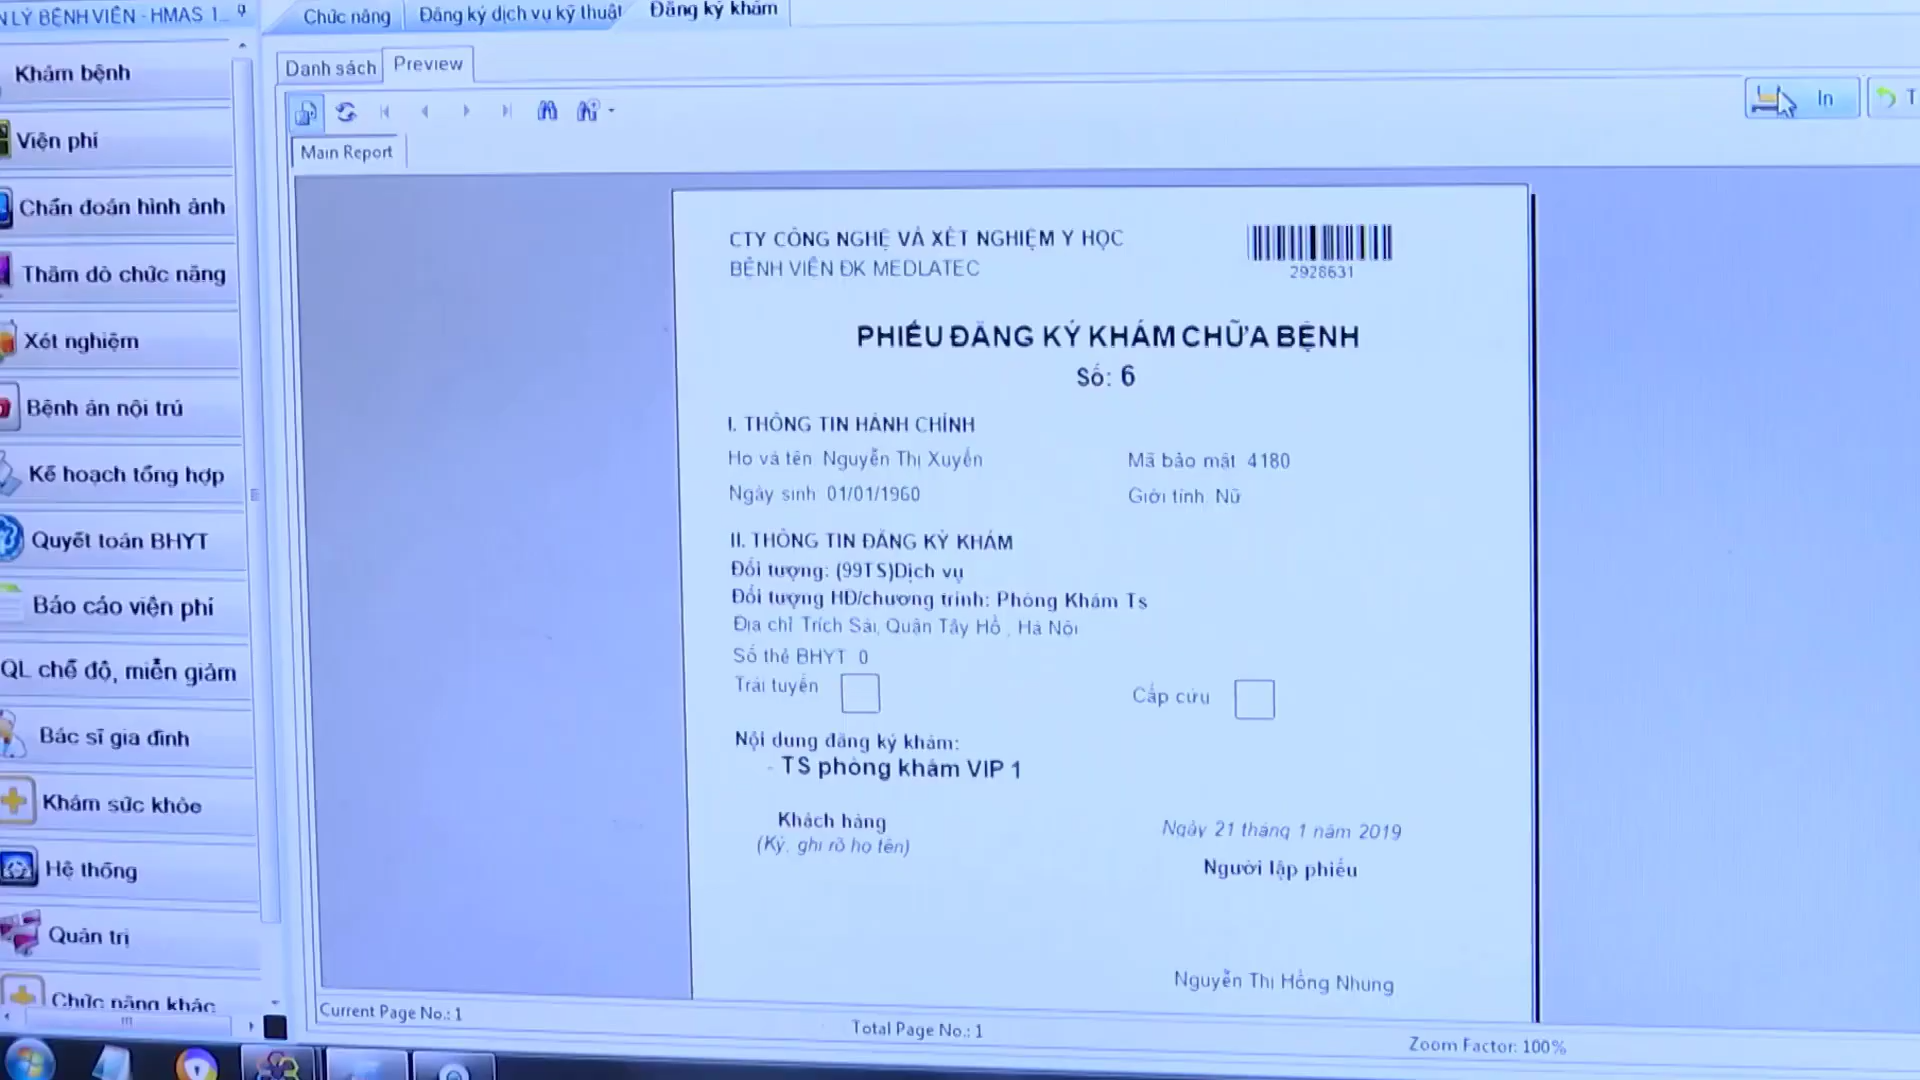 LÝ BỆNH VIỆN - HMAS 1...
Chức năng
Đăng ký dịch vụ kỹ thuật
Đăng ký khám
Khám bệnh
Viện phí
Chẩn đoán hình ảnh
Thăm dò chức năng
Xét nghiệm
Bệnh án nội trú
Kế hoạch tổng hợp
Quyết toán BHYT
Báo cáo viện phí
QL chế độ, miễn giảm
Bác sĩ gia đình
Khám sức khỏe
Hệ thống
Quản trị
Chức năng khác
Danh sách
Preview
In
T
Main Report
CTY CÔNG NGHỆ VÀ XÉT NGHIỆM Y HỌC
BỆNH VIỆN ĐK MEDLATEC
2928631
PHIẾU ĐĂNG KÝ KHÁM CHỮA BỆNH
Số: 6
I. THÔNG TIN HÀNH CHÍNH
Họ và tên Nguyễn Thị Xuyến
Mã bảo mật 4180
Ngày sinh 01/01/1960
Giới tính Nữ
II. THÔNG TIN ĐĂNG KÝ KHÁM
Đối tượng: (99TS)Dịch vụ
Đối tượng HD/chương trình: Phòng Khám Ts
Địa chỉ Trích Sài, Quận Tây Hồ , Hà Nội
Số thẻ BHYT 0
Trái tuyến
Cấp cứu
Nội dung đăng ký khám:
- TS phòng khám VIP 1
Khách hàng
(Ký, ghi rõ họ tên)
Ngày 21 tháng 1 năm 2019
Người lập phiếu
Nguyễn Thị Hồng Nhung
Current Page No.: 1
Total Page No.: 1
Zoom Factor: 100%